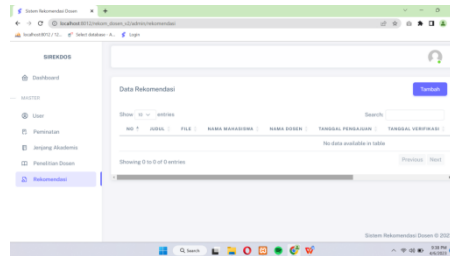 Sistem Rekomendasi Dosen
localhost:8012/rekom_dosen_v2/admin/rekomendasi
localhost:8012 / 12...
Select database - A...
Login
SIREKDOS
Dashboard
MASTER
User
Peminatan
Jenjang Akademis
Penelitian Dosen
Rekomendasi
Data Rekomendasi
Tambah
Show 10 entries
Search:
NO JUDUL FILE NAMA MAHASISWA NAMA DOSEN TANGGAL PENGAJUAN TANGGAL VERIFIKASI
No data available in table
Showing 0 to 0 of 0 entries
Previous Next
Sistem Rekomendasi Dosen © 202
Search